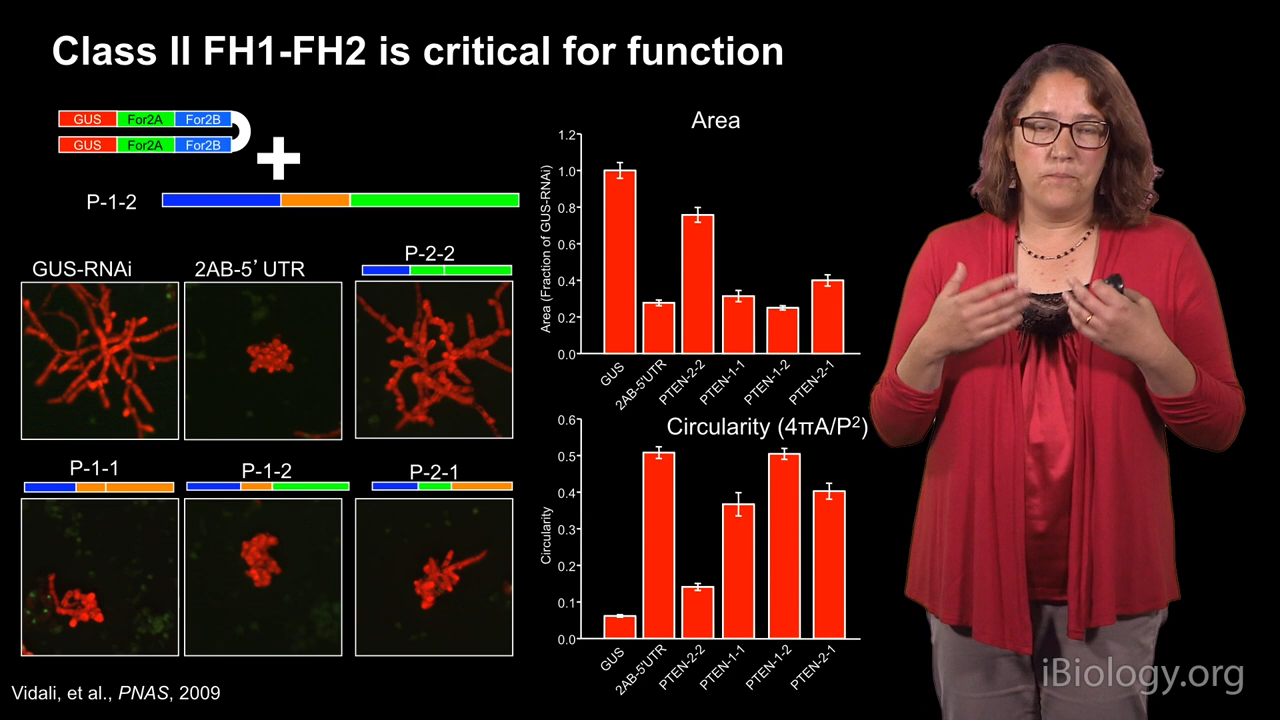 Class II FH1-FH2 is critical for function
GUS For2A For2B
GUS For2A For2B
P-1-2
GUS-RNAi
2AB-5’ UTR
P-2-2
P-1-1
P-1-2
P-2-1
Vidali, et al., PNAS, 2009
Area
Area (Fraction of GUS-RNAi)
1.2
1.0
0.8
0.6
0.4
0.2
0.0
GUS
2AB-5'UTR
PTEN-2-2
PTEN-1-1
PTEN-1-2
PTEN-2-1
Circularity (4πA/P²)
Circularity
0.6
0.5
0.4
0.3
0.2
0.1
0.0
GUS
2AB-5'UTR
PTEN-2-2
PTEN-1-1
PTEN-1-2
PTEN-2-1
iBiology.org